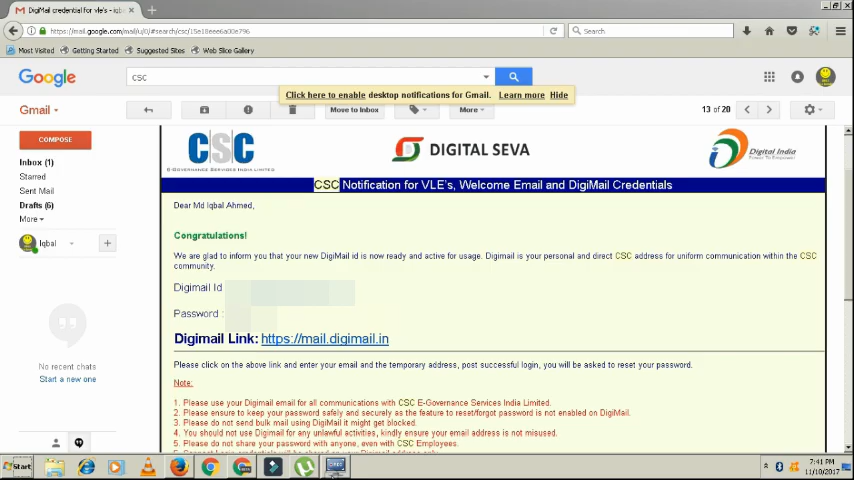 DigiMail credential for vle's - iqb
https://mail.google.com/mail/u/0/#search/csc/15e18eee6a00e796
Search
Most Visited
Getting Started
Suggested Sites
Web Slice Gallery
Google
csc
Click here to enable desktop notifications for Gmail. Learn more Hide
Gmail
Move to Inbox
More
13 of 20
COMPOSE
Inbox (1)
Starred
Sent Mail
Drafts (6)
More
Iqbal
No recent chats
Start a new one
CSC
E-GOVERNANCE SERVICES INDIA LIMITED
DIGITAL SEVA
Digital India
Power To Empower
CSC Notification for VLE's, Welcome Email and DigiMail Credentials
Dear Md Iqbal Ahmed,
Congratulations!
We are glad to inform you that your new DigiMail id is now ready and active for usage. Digimail is your personal and direct CSC address for uniform communication within the CSC
community.
Digimail Id
Password :
Digimail Link: https://mail.digimail.in
Please click on the above link and enter your email and the temporary address, post successful login, you will be asked to reset your password.
Note:
1. Please use your Digimail email for all communications with CSC E-Governance Services India Limited.
2. Please ensure to keep your password safely and securely as the feature to reset/forgot password is not enabled on DigiMail.
3. Please do not send bulk mail using DigiMail it might get blocked.
4. You should not use Digimail for any unlawful activities, kindly ensure your email address is not misused.
5. Please do not share your password with anyone, even with CSC Employees.
Start
7:41 PM
11/10/2017